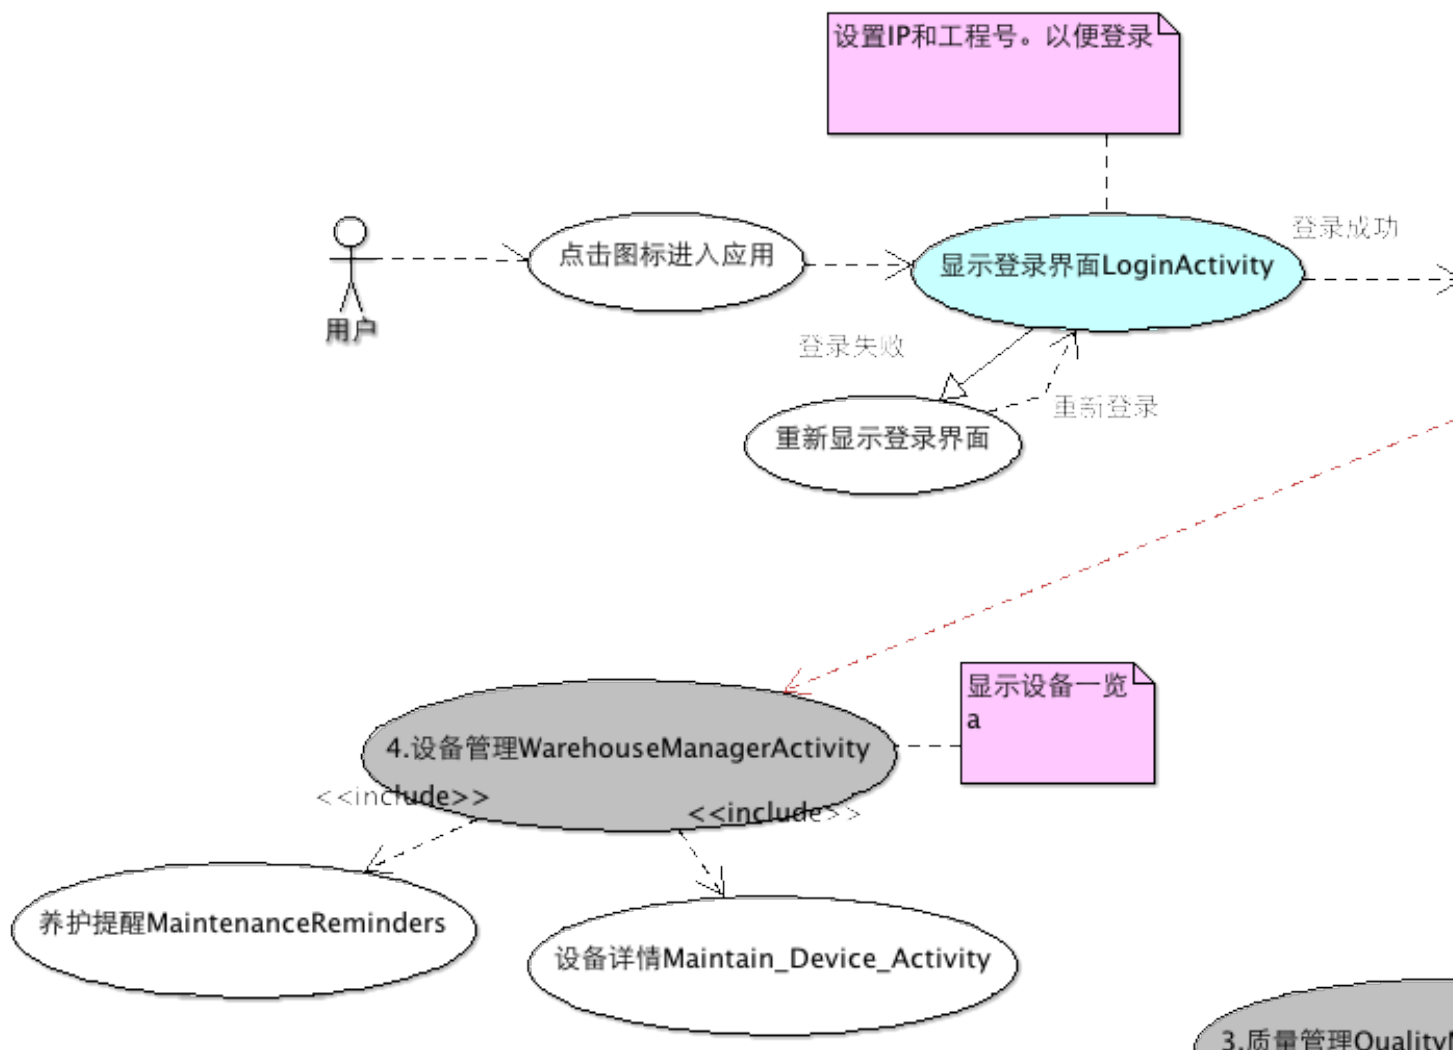 设置IP和工程号。以便登录
登录成功
点击图标进入应用
显示登录界面LoginActivity
用户
登录失败
重新登录
重新显示登录界面
显示设备一览
a
4.设备管理WarehouseManagerActivity
<<include>>
<<include>>
养护提醒MaintenanceReminders
设备详情Maintain_Device_Activity
3.质量管理Quality